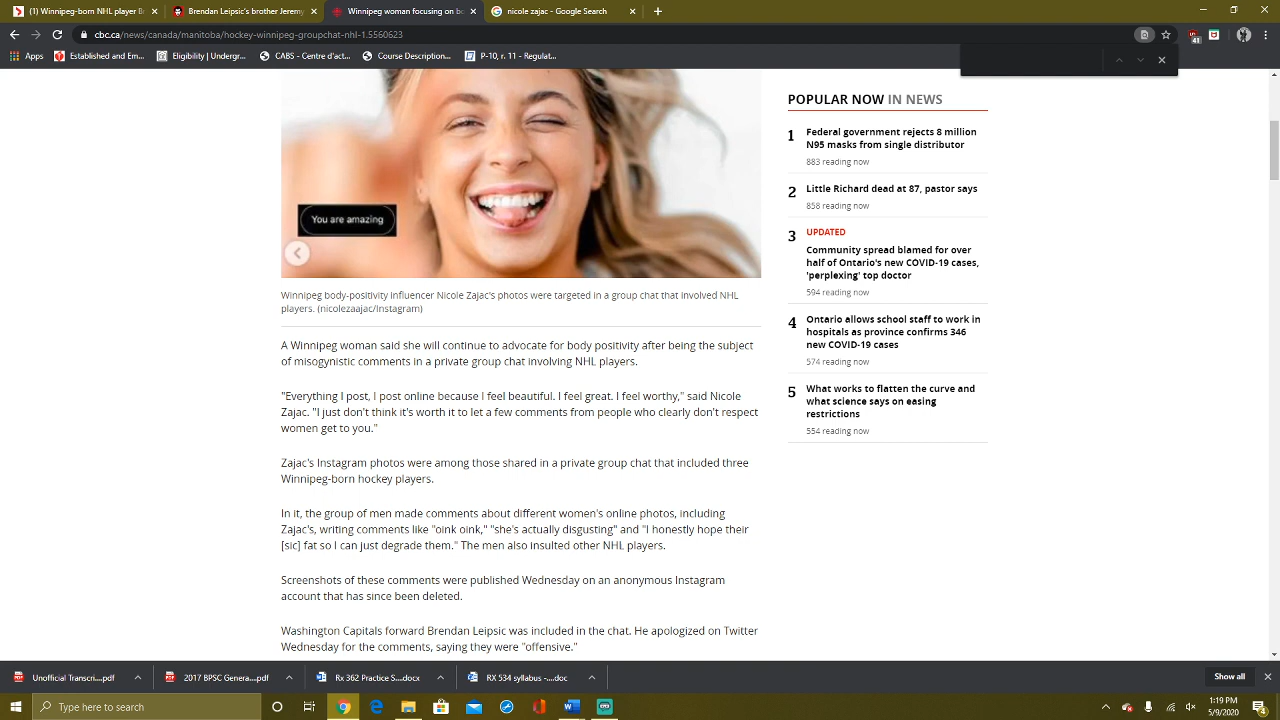 (1) Winnipeg-born NHL player Br
Brendan Leipsic's brother Jeremy
Winnipeg woman focusing on bo
nicole zajac - Google Search
cbc.ca/news/canada/manitoba/hockey-winnipeg-groupchat-nhl-1.5560623
41
Apps
Established and Em...
Eligibility | Undergr...
CABS - Centre d'act...
Course Descriptions...
P-10, r. 11 - Regulat...
You are amazing
Winnipeg body-positivity influencer Nicole Zajac's photos were targeted in a group chat that involved NHL
players. (nicolezaajac/Instagram)
A Winnipeg woman said she will continue to advocate for body positivity after being the subject
of misogynistic comments in a private group chat involving NHL players.
"Everything I post, I post online because I feel beautiful. I feel great. I feel worthy," said Nicole
Zajac. "I just don't think it's worth it to let a few comments from people who clearly don't respect
women get to you."
Zajac's Instagram photos were among those shared in a private group chat that included three
Winnipeg-born hockey players.
In it, the group of men made comments about different women's online photos, including
Zajac's, writing comments like "oink oink," "she's actually disgusting" and "I honestly hope their
[sic] fat so I can just degrade them." The men also insulted other NHL players.
Screenshots of these comments were published Wednesday on an anonymous Instagram
account that has since been deleted.
Washington Capitals forward Brendan Leipsic was included in the chat. He apologized on Twitter
Wednesday for the comments, saying they were "offensive."
POPULAR NOW IN NEWS
1
Federal government rejects 8 million
N95 masks from single distributor
883 reading now
2
Little Richard dead at 87, pastor says
858 reading now
3
UPDATED
Community spread blamed for over
half of Ontario's new COVID-19 cases,
'perplexing' top doctor
594 reading now
4
Ontario allows school staff to work in
hospitals as province confirms 346
new COVID-19 cases
574 reading now
5
What works to flatten the curve and
what science says on easing
restrictions
554 reading now
Unofficial Transcri....pdf
2017 BPSC Genera....pdf
Rx 362 Practice S....docx
RX 534 syllabus -....doc
Show all
Type here to search
1:19 PM
5/9/2020